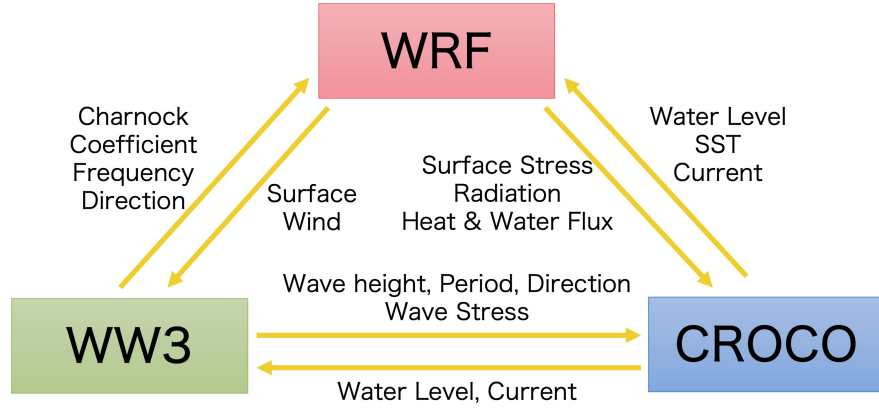 WRF
Charnock
Coefficient
Frequency
Direction
Surface
Wind
Surface Stress
Radiation
Heat & Water Flux
Water Level
SST
Current
WW3
Wave height, Period, Direction
Wave Stress
Water Level, Current
CROCO